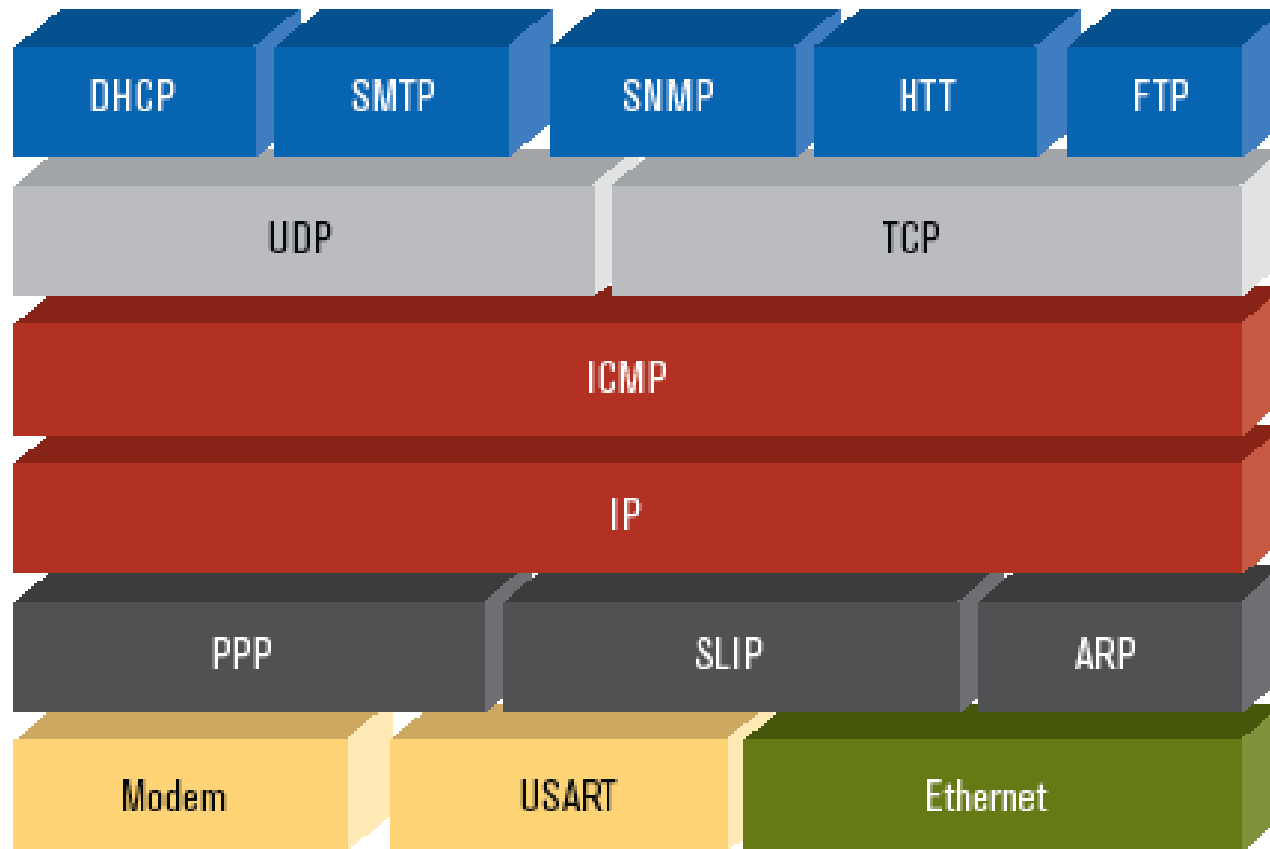 DHCP SMTP SNMP HTT FTP
UDP TCP
ICMP
IP
PPP SLIP ARP
Modem USART Ethernet